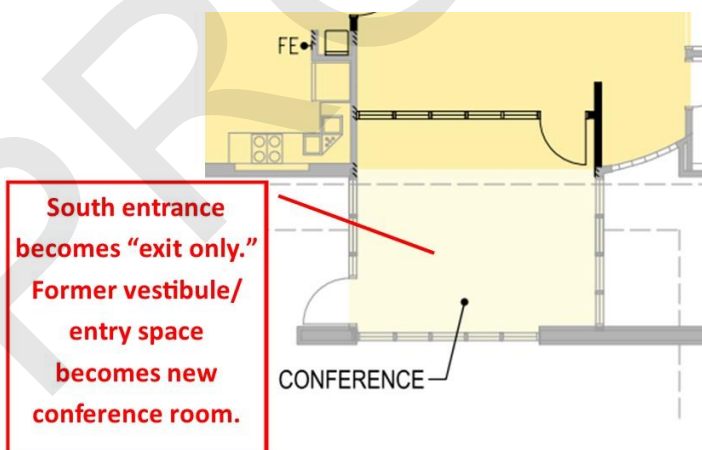 FE
South entrance
becomes “exit only.”
Former vestibule/
entry space
becomes new
conference room.
CONFERENCE